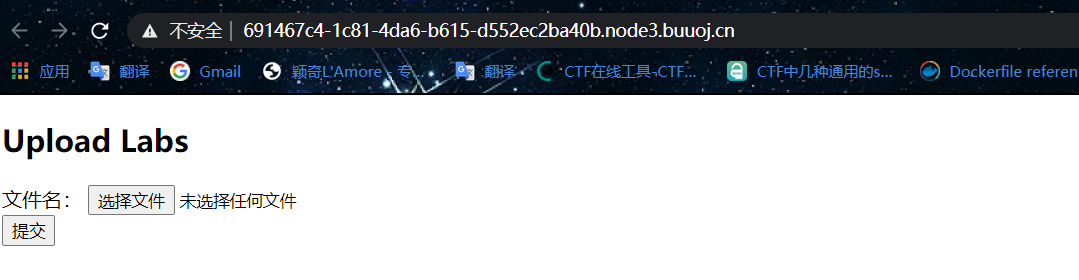 不安全 | 691467c4-1c81-4da6-b615-d552ec2ba40b.node3.buuoj.cn
应用 翻译 Gmail 颖奇L'Amore - 专... 翻译 CTF在线工具-CTF... CTF中几种通用的s... Dockerfile referen
Upload Labs
文件名： 选择文件 未选择任何文件
提交